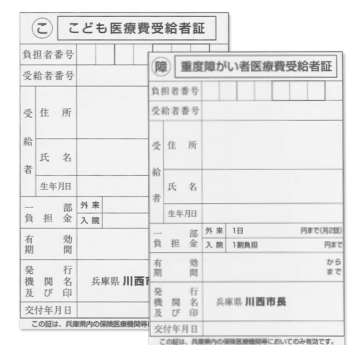 こ こども医療費受給者証
負担者番号
受給者番号
受給者
住所
氏名
生年月日
一部負担金
外来
入院
有効期間
発行機関名及び印
兵庫県 川西市
交付年月日
この証は、兵庫県内の保険医療機関等
障 重度障がい者医療費受給者証
負担者番号
受給者番号
受給者
住所
氏名
生年月日
一部負担金
外来 1日 円まで(月2回)
入院 1割負担 円まで
有効期間
から
まで
発行機関名及び印
兵庫県 川西市長
交付年月日
この証は、兵庫県内の保険医療機関等においてのみ有効です。